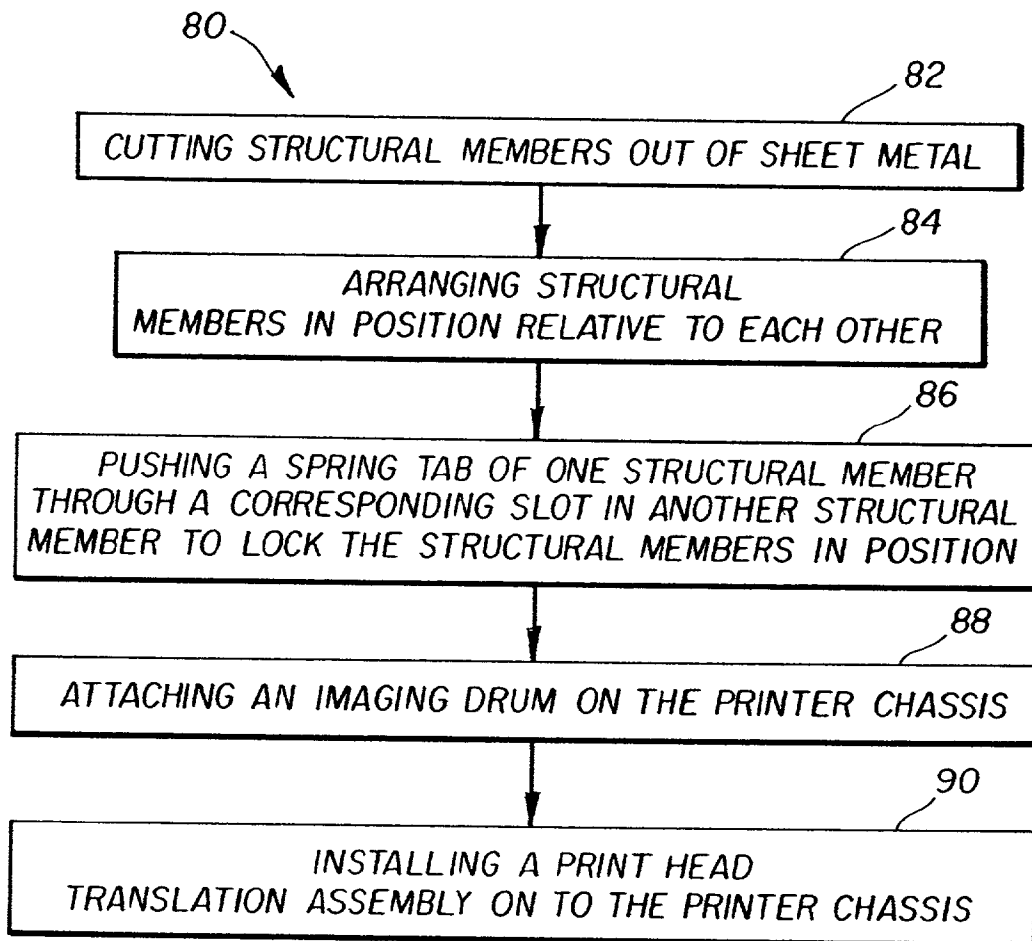 80
82
CUTTING STRUCTURAL MEMBERS OUT OF SHEET METAL
84
ARRANGING STRUCTURAL
MEMBERS IN POSITION RELATIVE TO EACH OTHER
86
PUSHING A SPRING TAB OF ONE STRUCTURAL MEMBER
THROUGH A CORRESPONDING SLOT IN ANOTHER STRUCTURAL
MEMBER TO LOCK THE STRUCTURAL MEMBERS IN POSITION
88
ATTACHING AN IMAGING DRUM ON THE PRINTER CHASSIS
90
INSTALLING A PRINT HEAD
TRANSLATION ASSEMBLY ON TO THE PRINTER CHASSIS